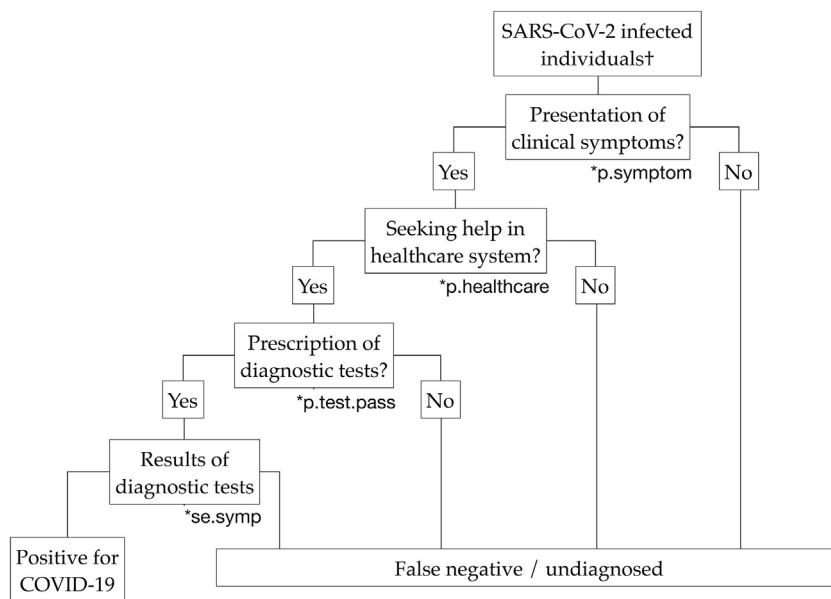 SARS-CoV-2 infected
individuals†
Presentation of
clinical symptoms?
*p.symptom
Yes
No
Seeking help in
healthcare system?
*p.healthcare
Yes
No
Prescription of
diagnostic tests?
*p.test.pass
Yes
No
Results of
diagnostic tests
*se.symp
Positive for
COVID-19
False negative / undiagnosed